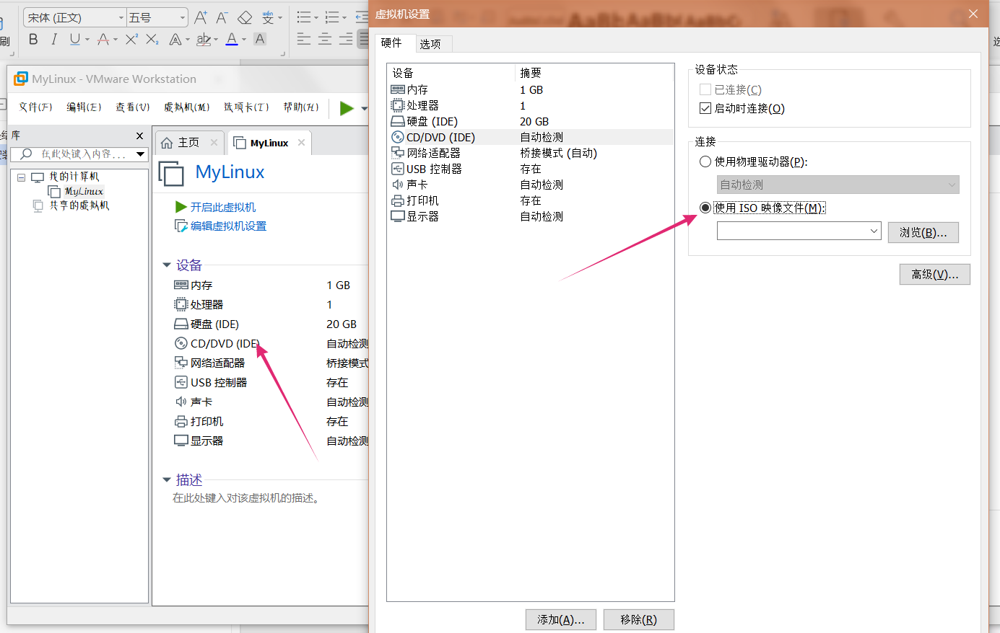 宋体 (正文) 五号
B I U A X² X₂ A ab A A
刷
MyLinux - VMware Workstation
文件(F) 编辑(E) 查看(V) 虚拟机(M) 选项卡(T) 帮助(H)
库
在此处键入内容...
我的计算机
MyLinux
共享的虚拟机
主页 MyLinux
MyLinux
开启此虚拟机
编辑虚拟机设置
设备
内存 1 GB
处理器 1
硬盘 (IDE) 20 GB
CD/DVD (IDE) 自动检测
网络适配器 桥接模式
USB 控制器 存在
声卡 自动检测
打印机 存在
显示器 自动检测
描述
在此处键入对该虚拟机的描述。
虚拟机设置
硬件 选项
设备 摘要
内存 1 GB
处理器 1
硬盘 (IDE) 20 GB
CD/DVD (IDE) 自动检测
网络适配器 桥接模式 (自动)
USB 控制器 存在
声卡 自动检测
打印机 存在
显示器 自动检测
添加(A)... 移除(R)
设备状态
已连接(C)
启动时连接(O)
连接
使用物理驱动器(P):
自动检测
使用 ISO 映像文件(M):
浏览(B)...
高级(V)...